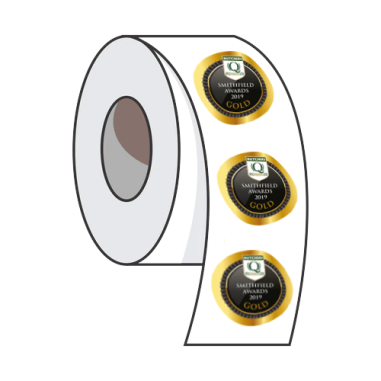 Q
SMITHFIELD
AWARDS
2019
GOLD
Q
SMITHFIELD
AWARDS
2019
GOLD
Q
SMITHFIELD
AWARDS
2019
GOLD